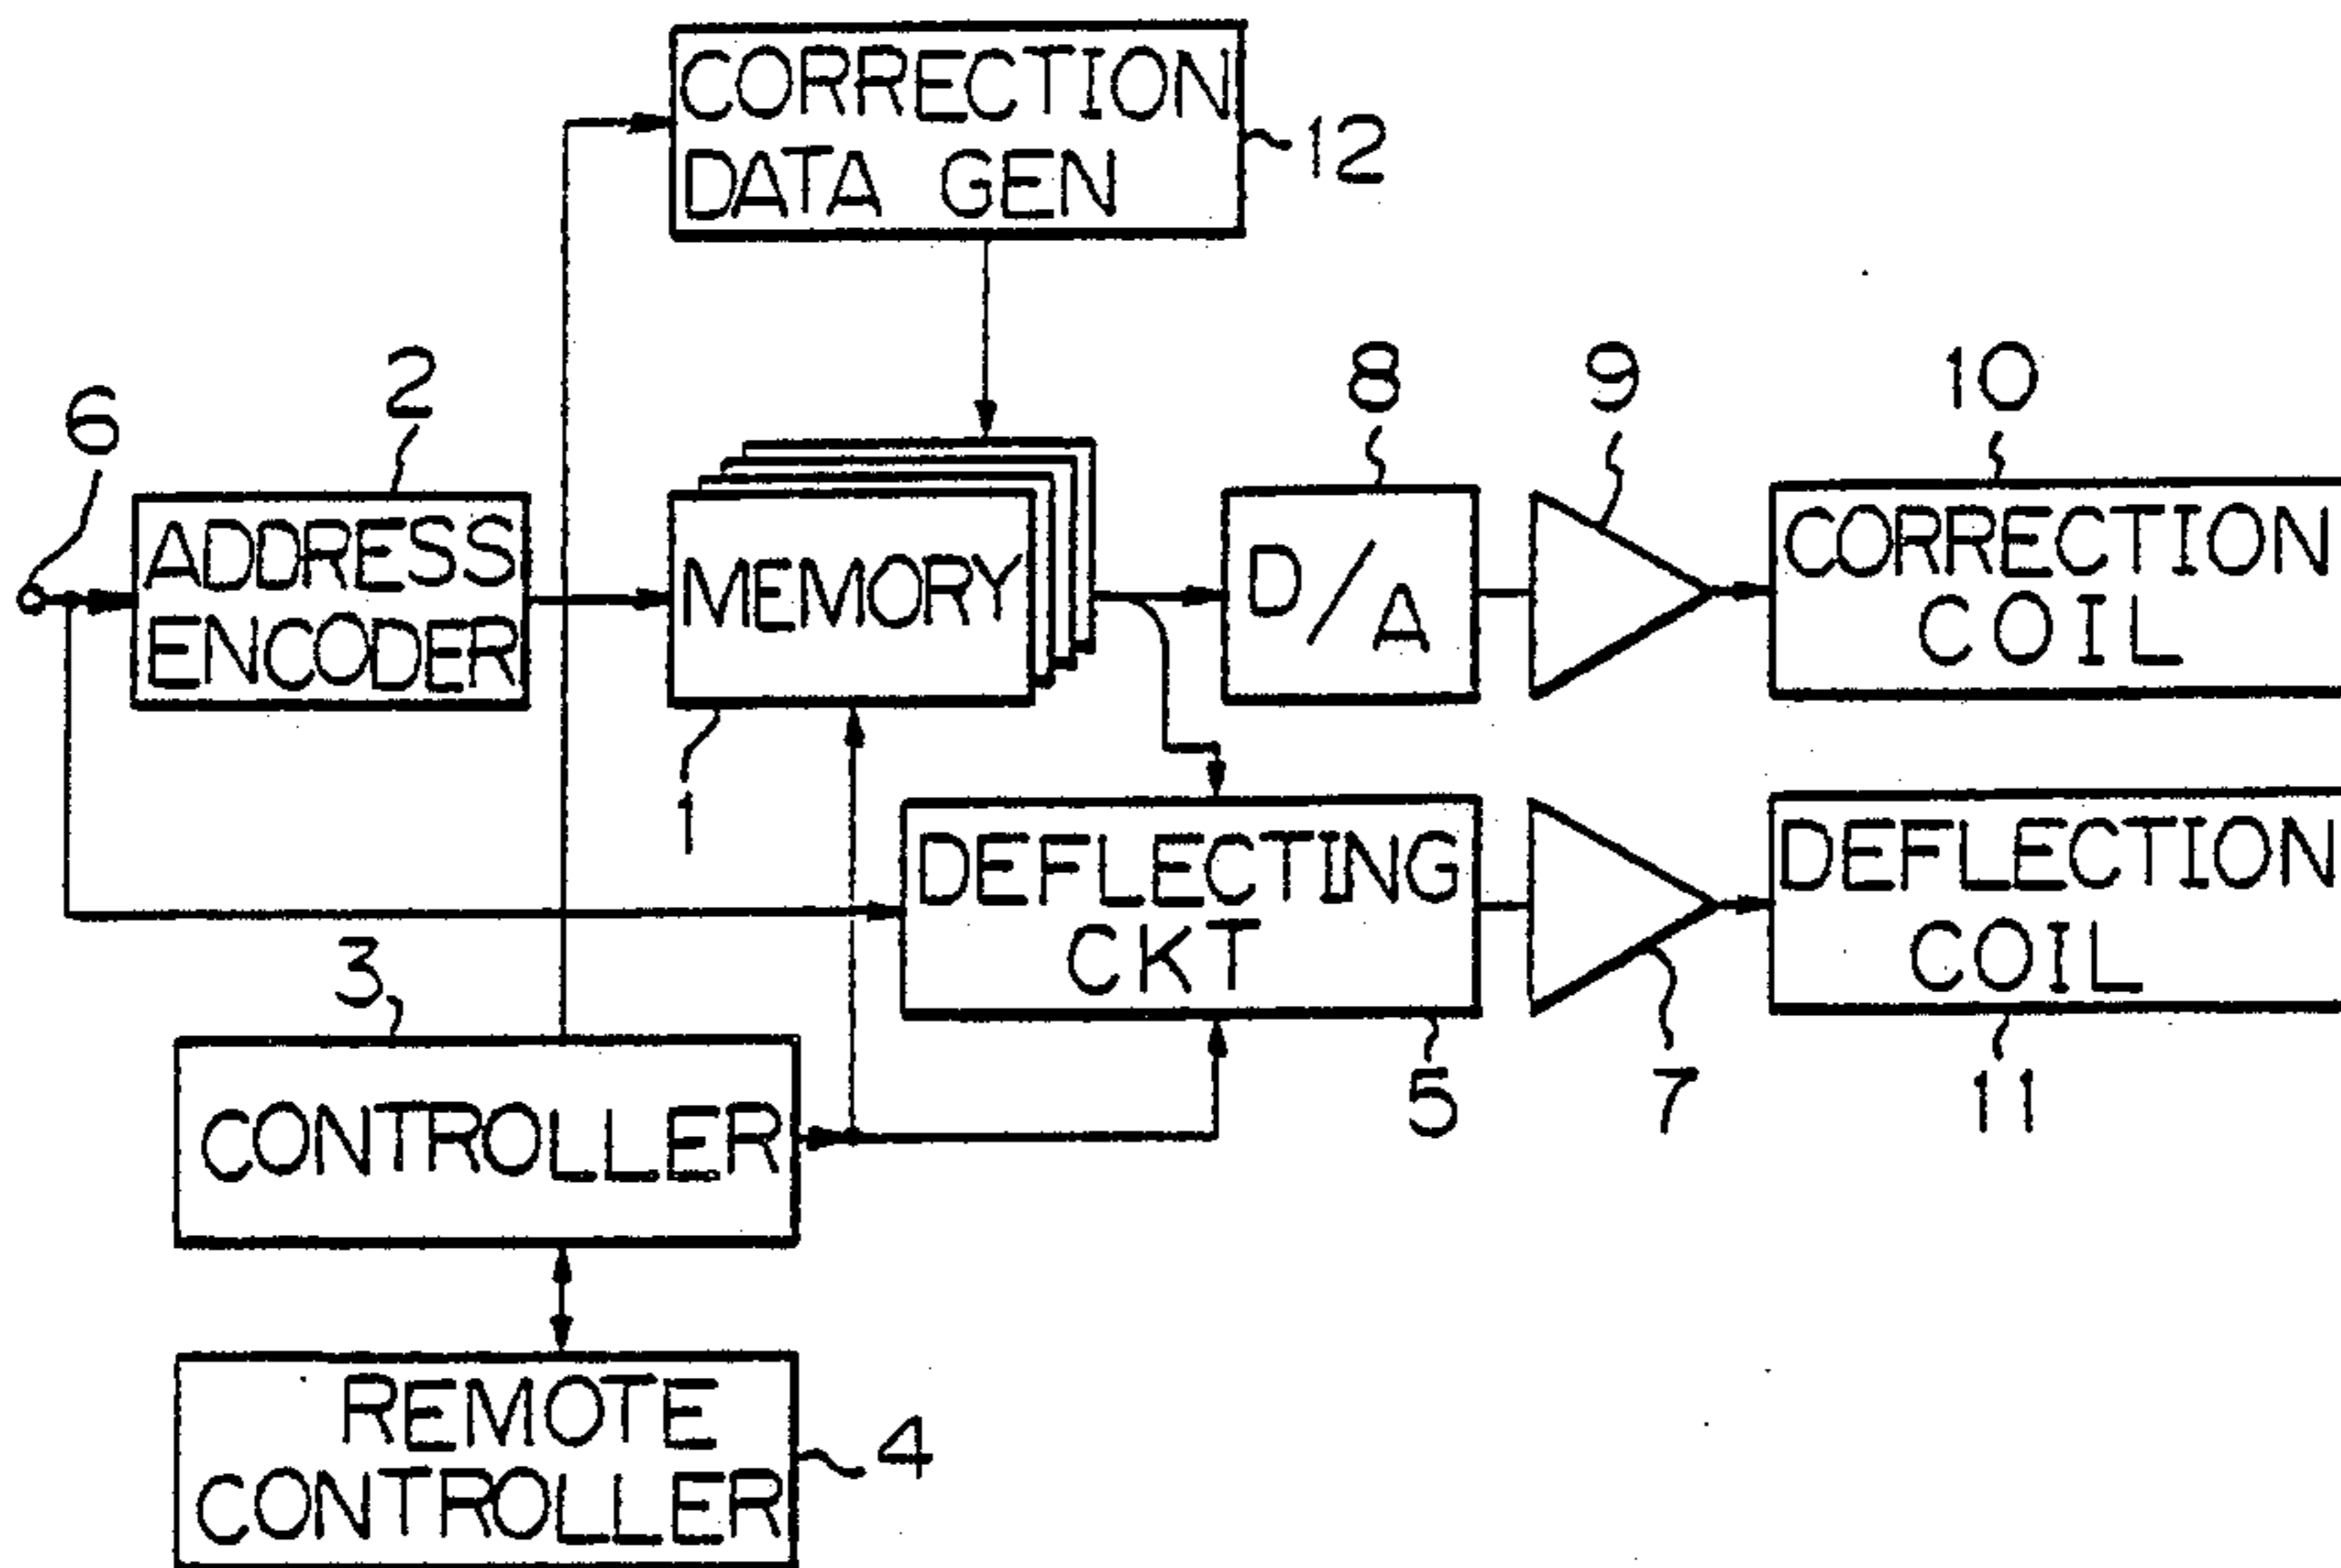 CORRECTION
DATA GEN
12
6
2
8
9
10
ADDRESS
ENCODER
MEMORY
D/A
CORRECTION
COIL
1
DEFLECTING
CKT
DEFLECTION
COIL
3
5
7
11
CONTROLLER
REMOTE
CONTROLLER
4